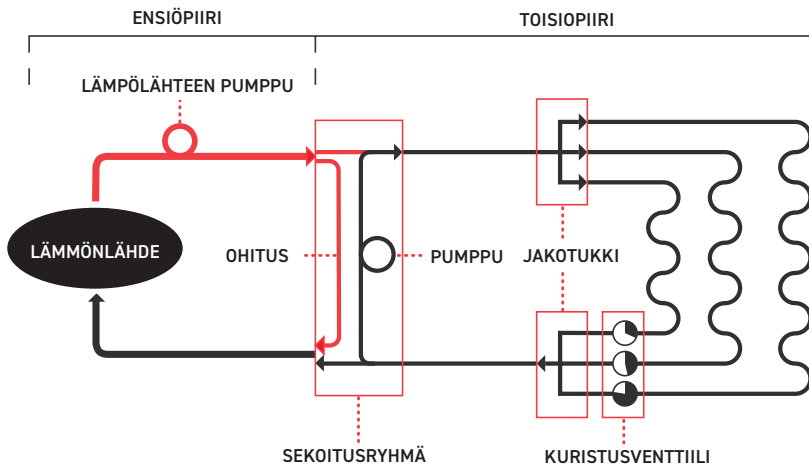 ENSIÖPIIRI
TOISIOPIIRI
LÄMPÖLÄHTEEN PUMPPU
LÄMMÖNLÄHDE
OHITUS
PUMPPU
JAKOTUKKI
SEKOITUSRYHMÄ
KURISTUSVENTTIILI